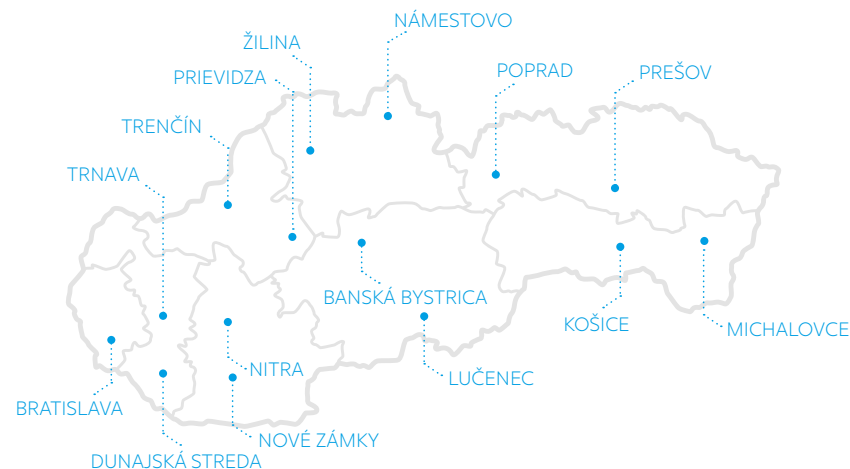 NÁMESTOVO
ŽILINA
POPRAD
PREŠOV
PRIEVIDZA
TRENČÍN
TRNAVA
BANSKÁ BYSTRICA
KOŠICE
MICHALOVCE
NITRA
LUČENEC
BRATISLAVA
NOVÉ ZÁMKY
DUNAJSKÁ STREDA